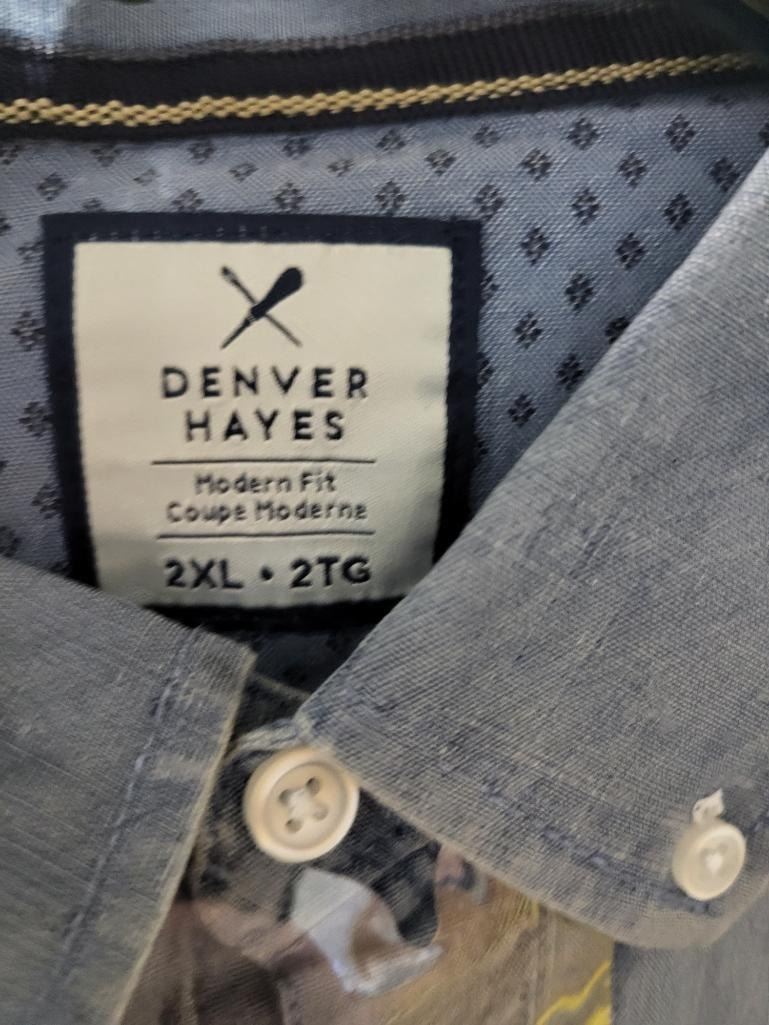 DENVER
HAYES
Modern Fit
Coupe Moderne
2XL • 2TG